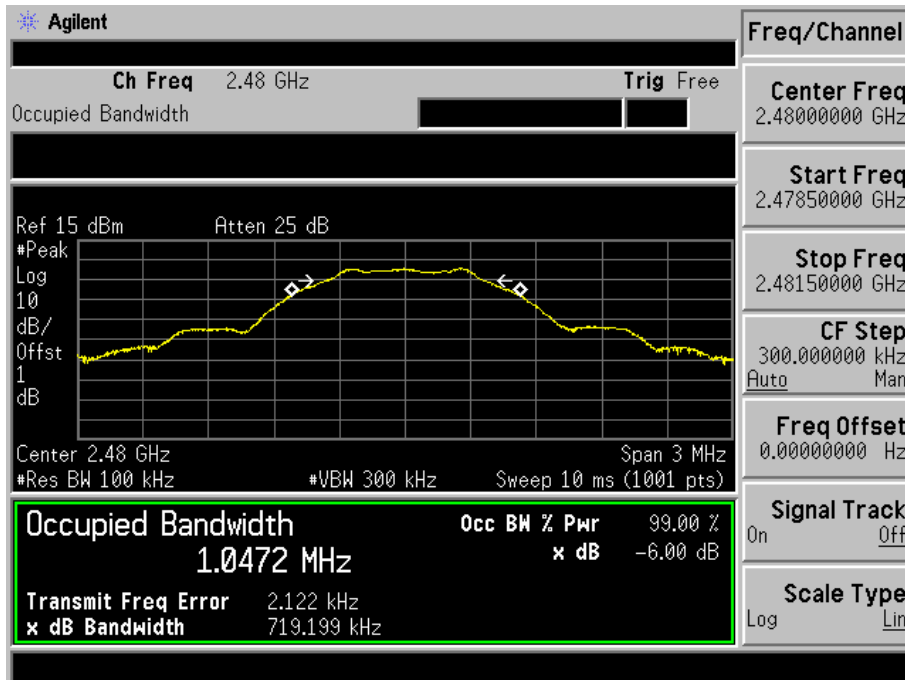 Agilent
Ch Freq 2.48 GHz Trig Free
Occupied Bandwidth
Ref 15 dBm Atten 25 dB
#Peak
Log
10
dB/
Offst
1
dB
Center 2.48 GHz Span 3 MHz
#Res BW 100 kHz #VBW 300 kHz Sweep 10 ms (1001 pts)
Occupied Bandwidth Occ BW % Pwr 99.00 %
1.0472 MHz x dB -6.00 dB
Transmit Freq Error 2.122 kHz
x dB Bandwidth 719.199 kHz
Freq/Channel
Center Freq
2.48000000 GHz
Start Freq
2.47850000 GHz
Stop Freq
2.48150000 GHz
CF Step
300.000000 kHz
Auto Man
Freq Offset
0.00000000 Hz
Signal Track
On Off
Scale Type
Log Lin